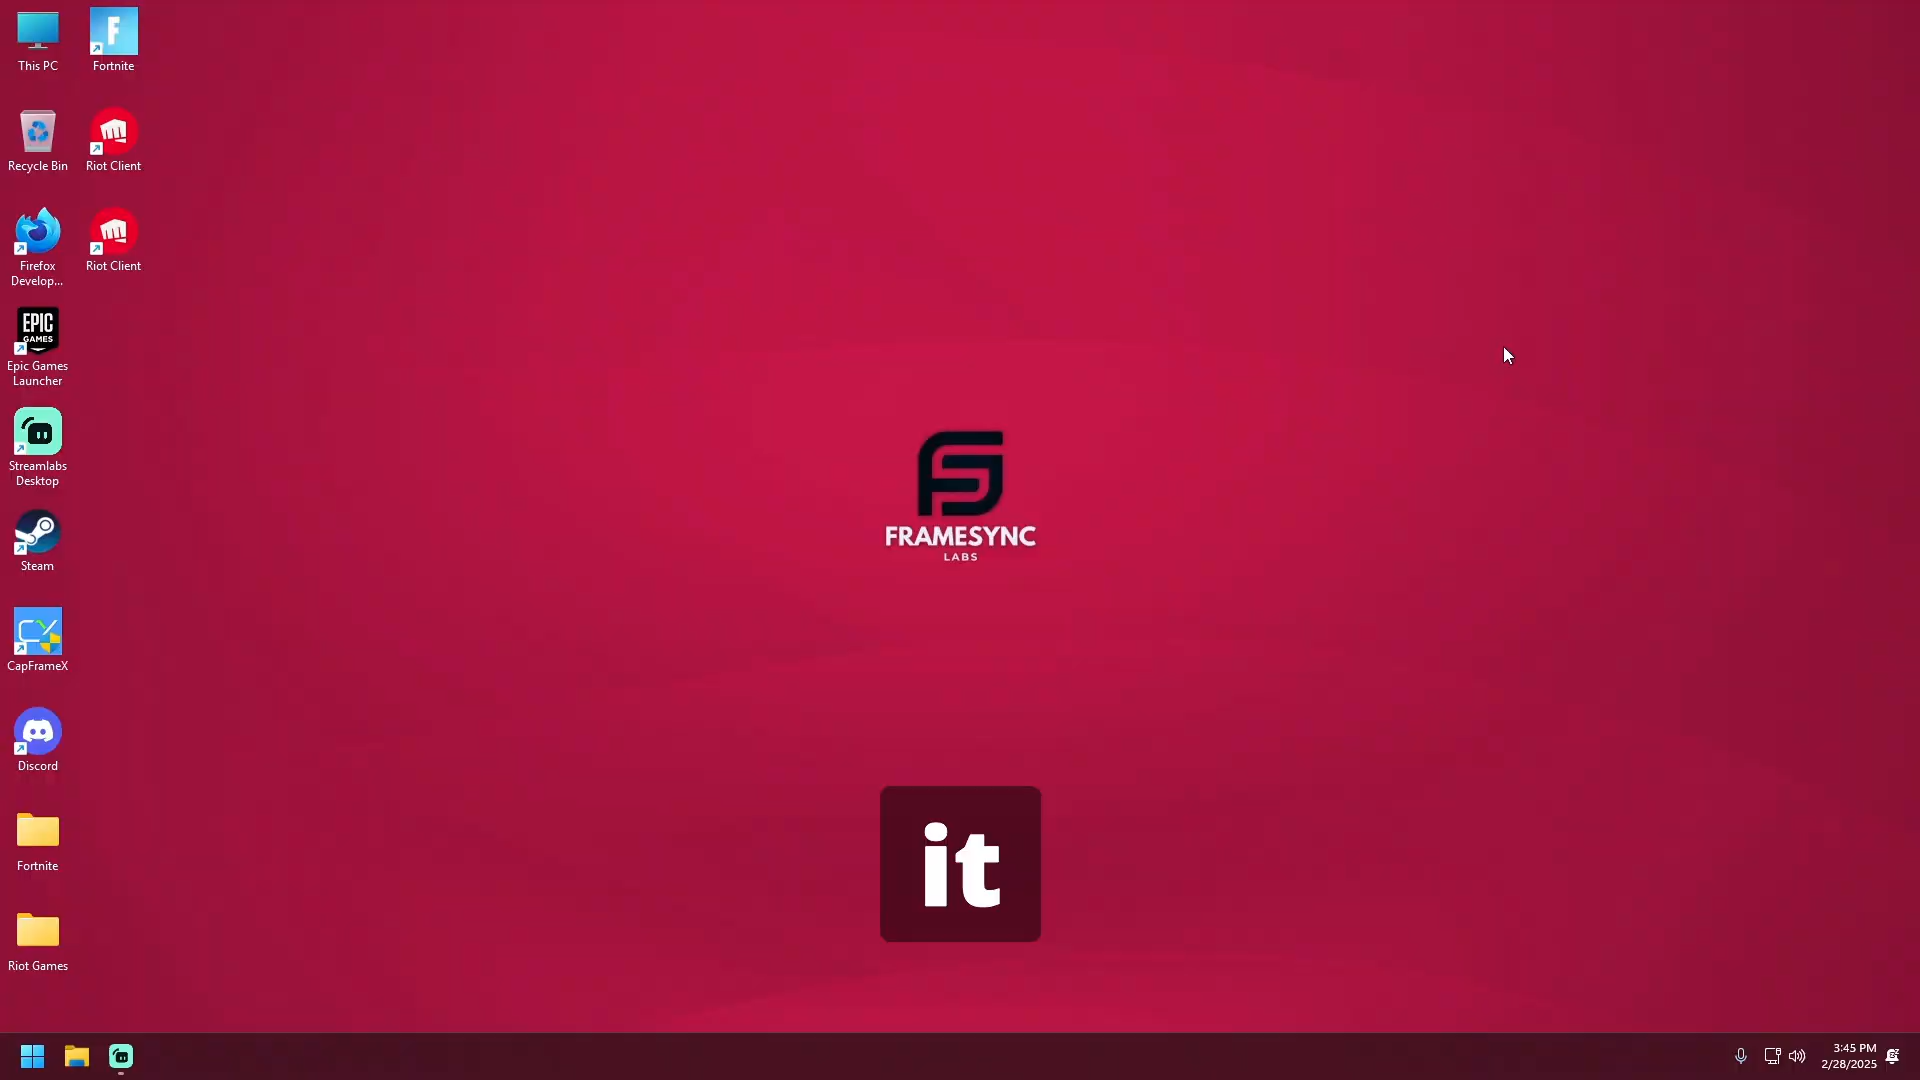 This PC
Fortnite
Recycle Bin
Riot Client
Firefox
Develop...
Riot Client
EPIC
GAMES
Epic Games
Launcher
Streamlabs
Desktop
Steam
CX
CapFrameX
Discord
Fortnite
Riot Games
FRAMESYNC
LABS
it
3:45 PM
2/28/2025